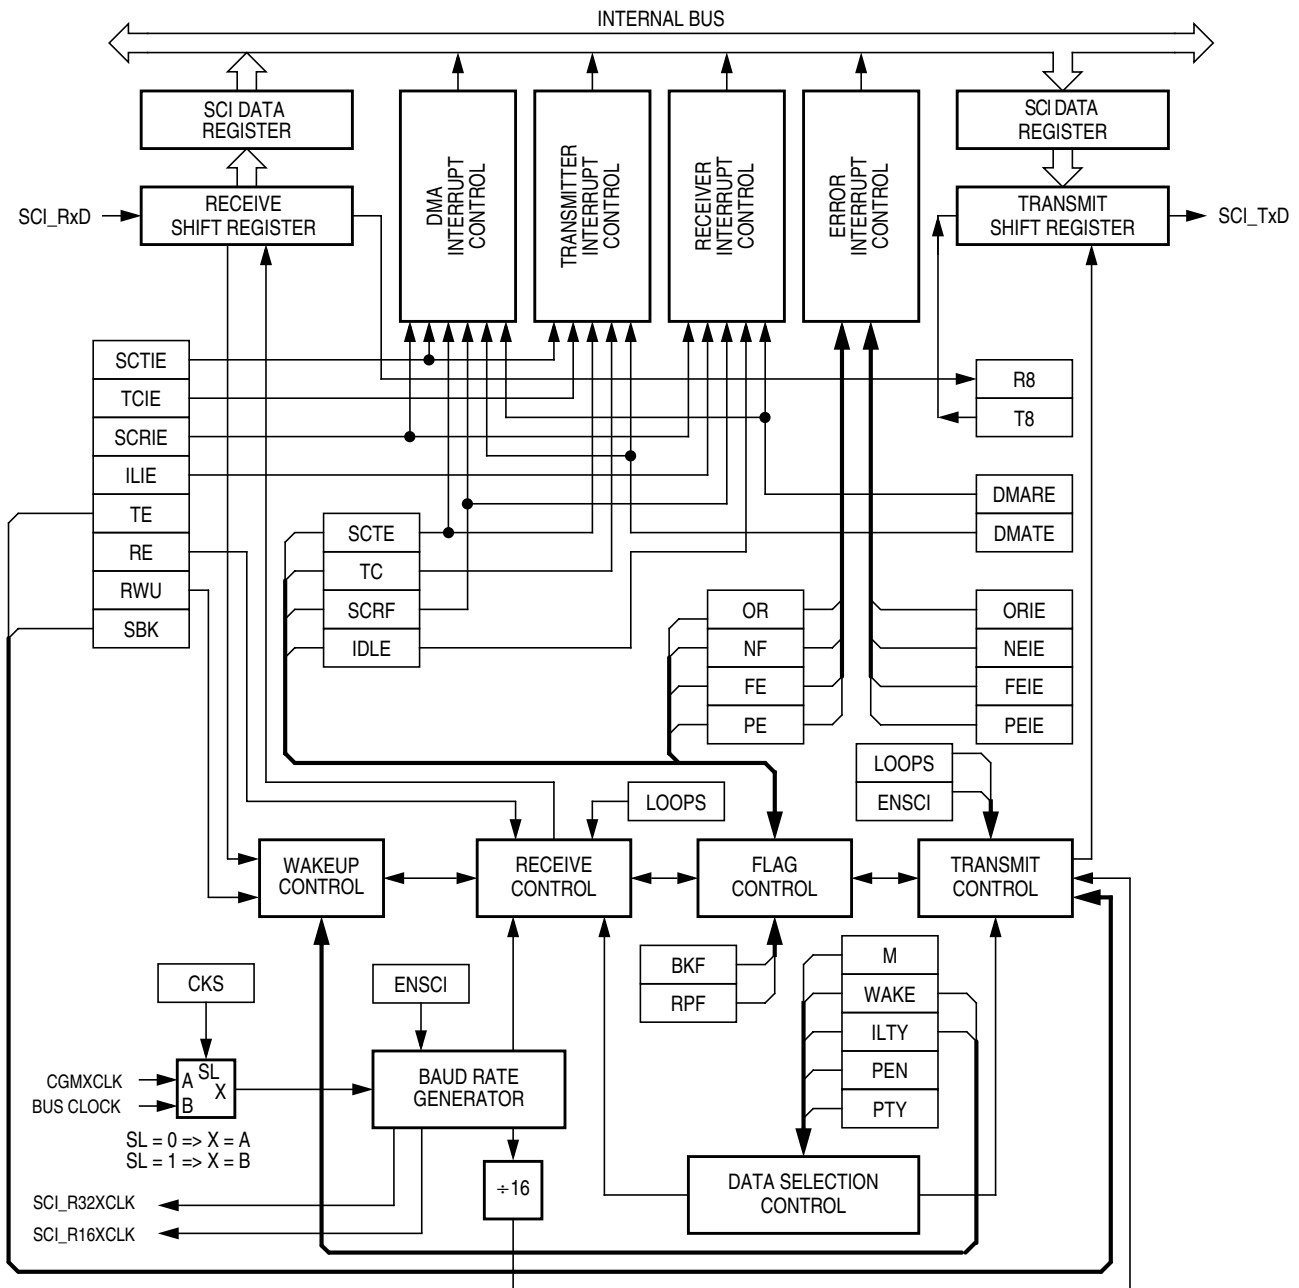 INTERNAL BUS
SCI DATA
REGISTER
DMA
INTERRUPT
CONTROL
TRANSMITTER
INTERRUPT
CONTROL
RECEIVER
INTERRUPT
CONTROL
ERROR
INTERRUPT
CONTROL
SCI DATA
REGISTER
SCI_RxD
RECEIVE
SHIFT REGISTER
TRANSMIT
SHIFT REGISTER
SCI_TxD
SCTIE
TCIE
SCRIE
ILIE
TE
RE
RWU
SBK
R8
T8
DMARE
DMATE
SCTE
TC
SCRF
IDLE
OR
NF
FE
PE
ORIE
NEIE
FEIE
PEIE
LOOPS
LOOPS
ENSCI
WAKEUP
CONTROL
RECEIVE
CONTROL
FLAG
CONTROL
TRANSMIT
CONTROL
BKF
RPF
M
WAKE
ILTY
PEN
PTY
CKS
ENSCI
CGMXCLK
BUS CLOCK
A
B
SL
X
SL = 0 => X = A
SL = 1 => X = B
BAUD RATE
GENERATOR
÷16
DATA SELECTION
CONTROL
SCI_R32XCLK
SCI_R16XCLK